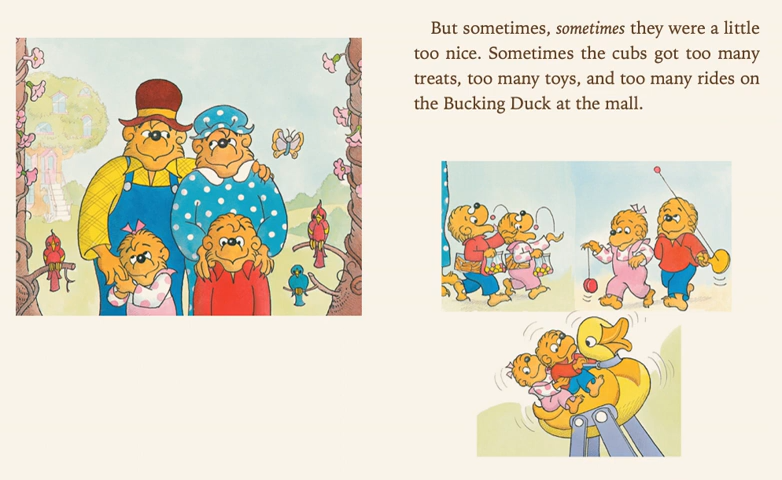 But sometimes, sometimes they were a little
too nice. Sometimes the cubs got too many
treats, too many toys, and too many rides on
the Bucking Duck at the mall.